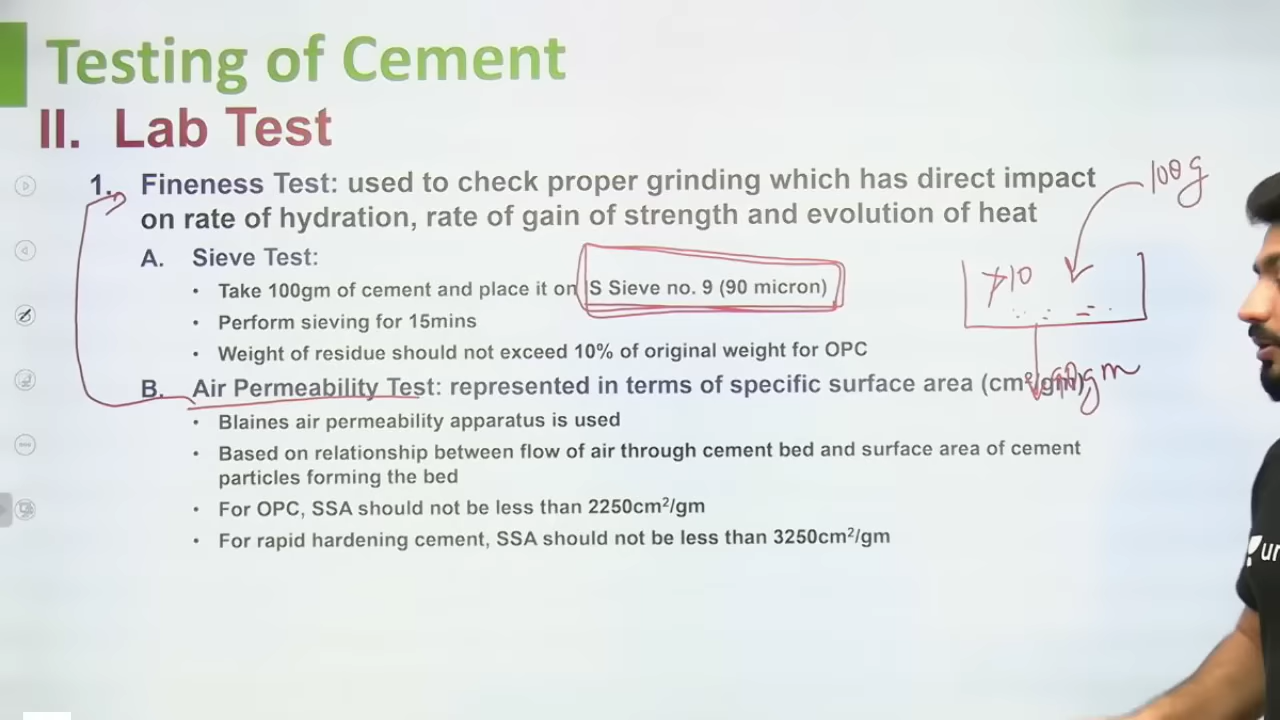 Testing of Cement
II. Lab Test
1. Fineness Test: used to check proper grinding which has direct impact
on rate of hydration, rate of gain of strength and evolution of heat
100g
A. Sieve Test:
• Take 100gm of cement and place it on IS Sieve no. 9 (90 micron)
• Perform sieving for 15mins
• Weight of residue should not exceed 10% of original weight for OPC
B. Air Permeability Test: represented in terms of specific surface area (cm²/gm)
• Blaines air permeability apparatus is used
• Based on relationship between flow of air through cement bed and surface area of cement
particles forming the bed
• For OPC, SSA should not be less than 2250cm²/gm
• For rapid hardening cement, SSA should not be less than 3250cm²/gm